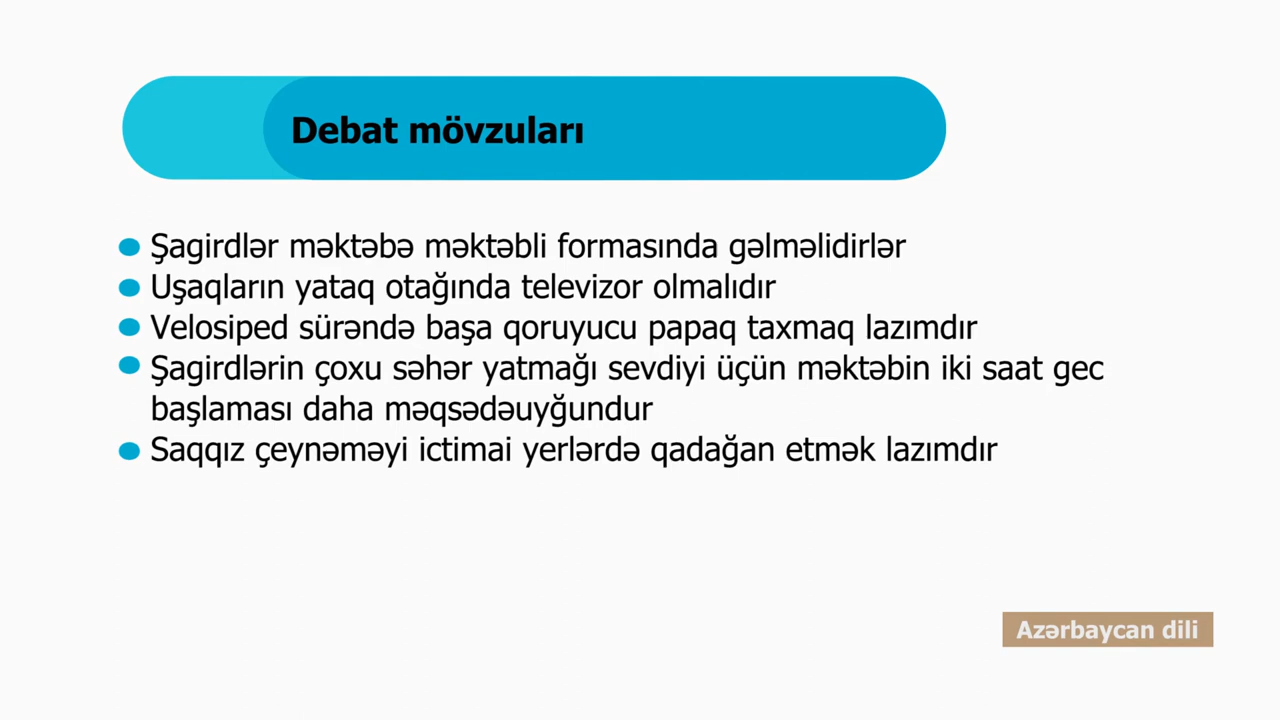 Debat mövzuları
Şagirdlər məktəbə məktəbli formasında gəlməlidirlər
Uşaqların yataq otağında televizor olmalıdır
Velosiped sürəndə başa qoruyucu papaq taxmaq lazımdır
Şagirdlərin çoxu səhər yatmağı sevdiyi üçün məktəbin iki saat gec
başlaması daha məqsədəuyğundur
Saqqız çeynəməyi ictimai yerlərdə qadağan etmək lazımdır
Azərbaycan dili